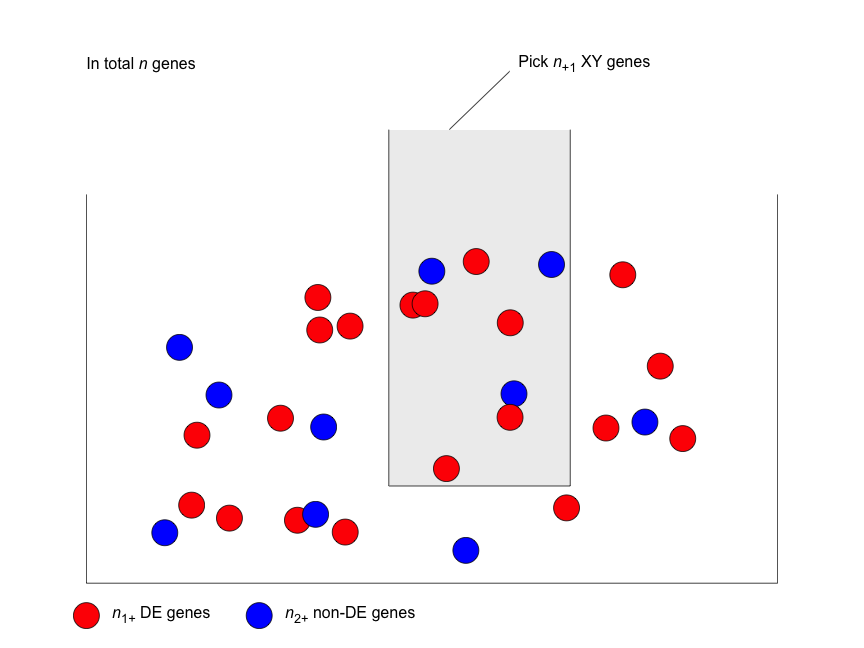 In total n genes
Pick n+1 XY genes
n1+ DE genes
n2+ non-DE genes